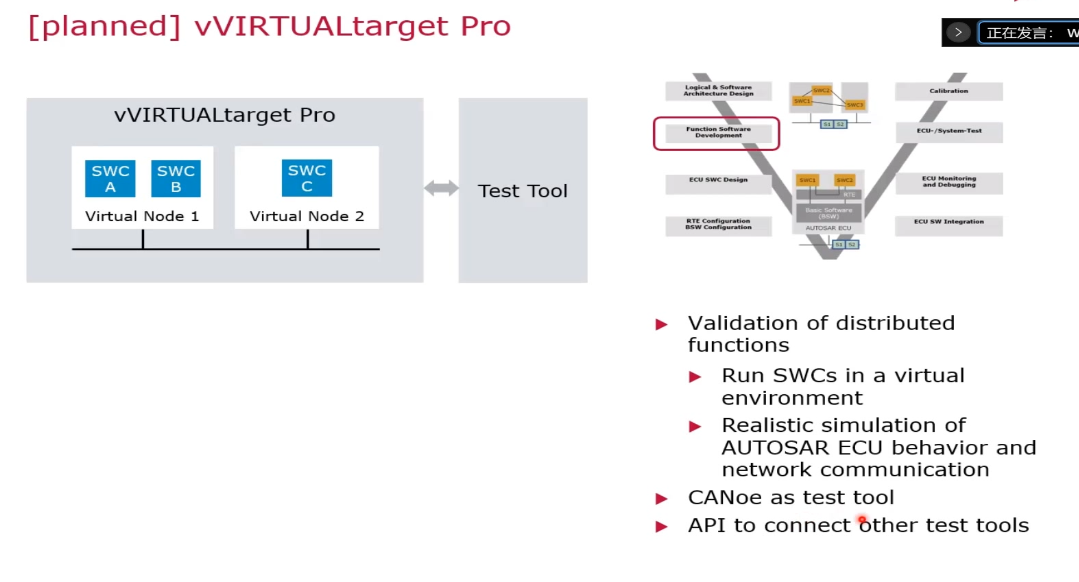 [planned] vVIRTUALtarget Pro
正在发言：
vVIRTUALtarget Pro
SWC
A
SWC
B
Virtual Node 1
SWC
C
Virtual Node 2
Test Tool
Logical & Software
Architecture Design
Function Software
Development
ECU SWC Design
RTE Configuration
BSW Configuration
SWC1
SWC2
SWC3
S1 S2
SWC1
SWC2
RTE
Basic Software
(BSW)
AUTOSAR ECU
S1 S2
Calibration
ECU-/System-Test
ECU Monitoring
and Debugging
ECU SW Integration
Validation of distributed
functions
Run SWCs in a virtual
environment
Realistic simulation of
AUTOSAR ECU behavior and
network communication
CANoe as test tool
API to connect other test tools